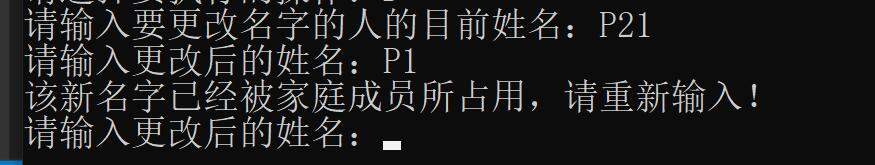 请输入要更改名字的人的目前姓名：P21
请输入更改后的姓名：P1
该新名字已经被家庭成员所占用，请重新输入！
请输入更改后的姓名：